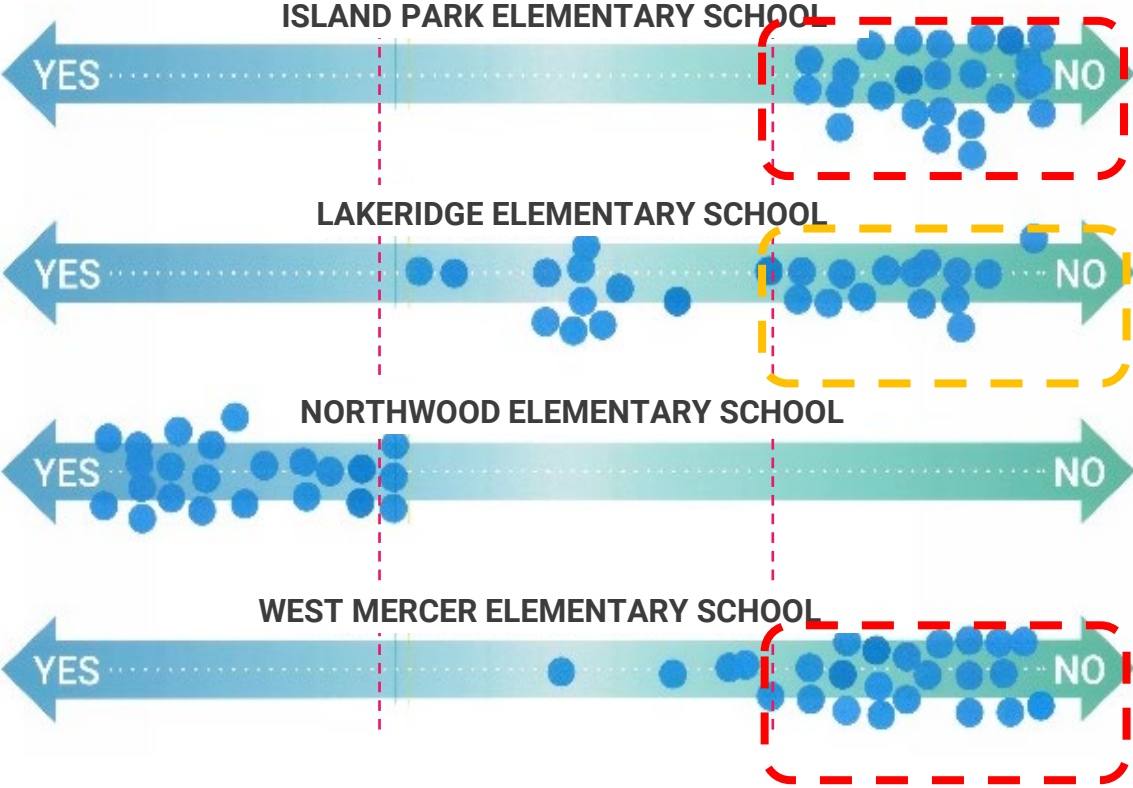 ISLAND PARK ELEMENTARY SCHOOL
YES NO
LAKERIDGE ELEMENTARY SCHOOL
YES NO
NORTHWOOD ELEMENTARY SCHOOL
YES NO
WEST MERCER ELEMENTARY SCHOOL
YES NO